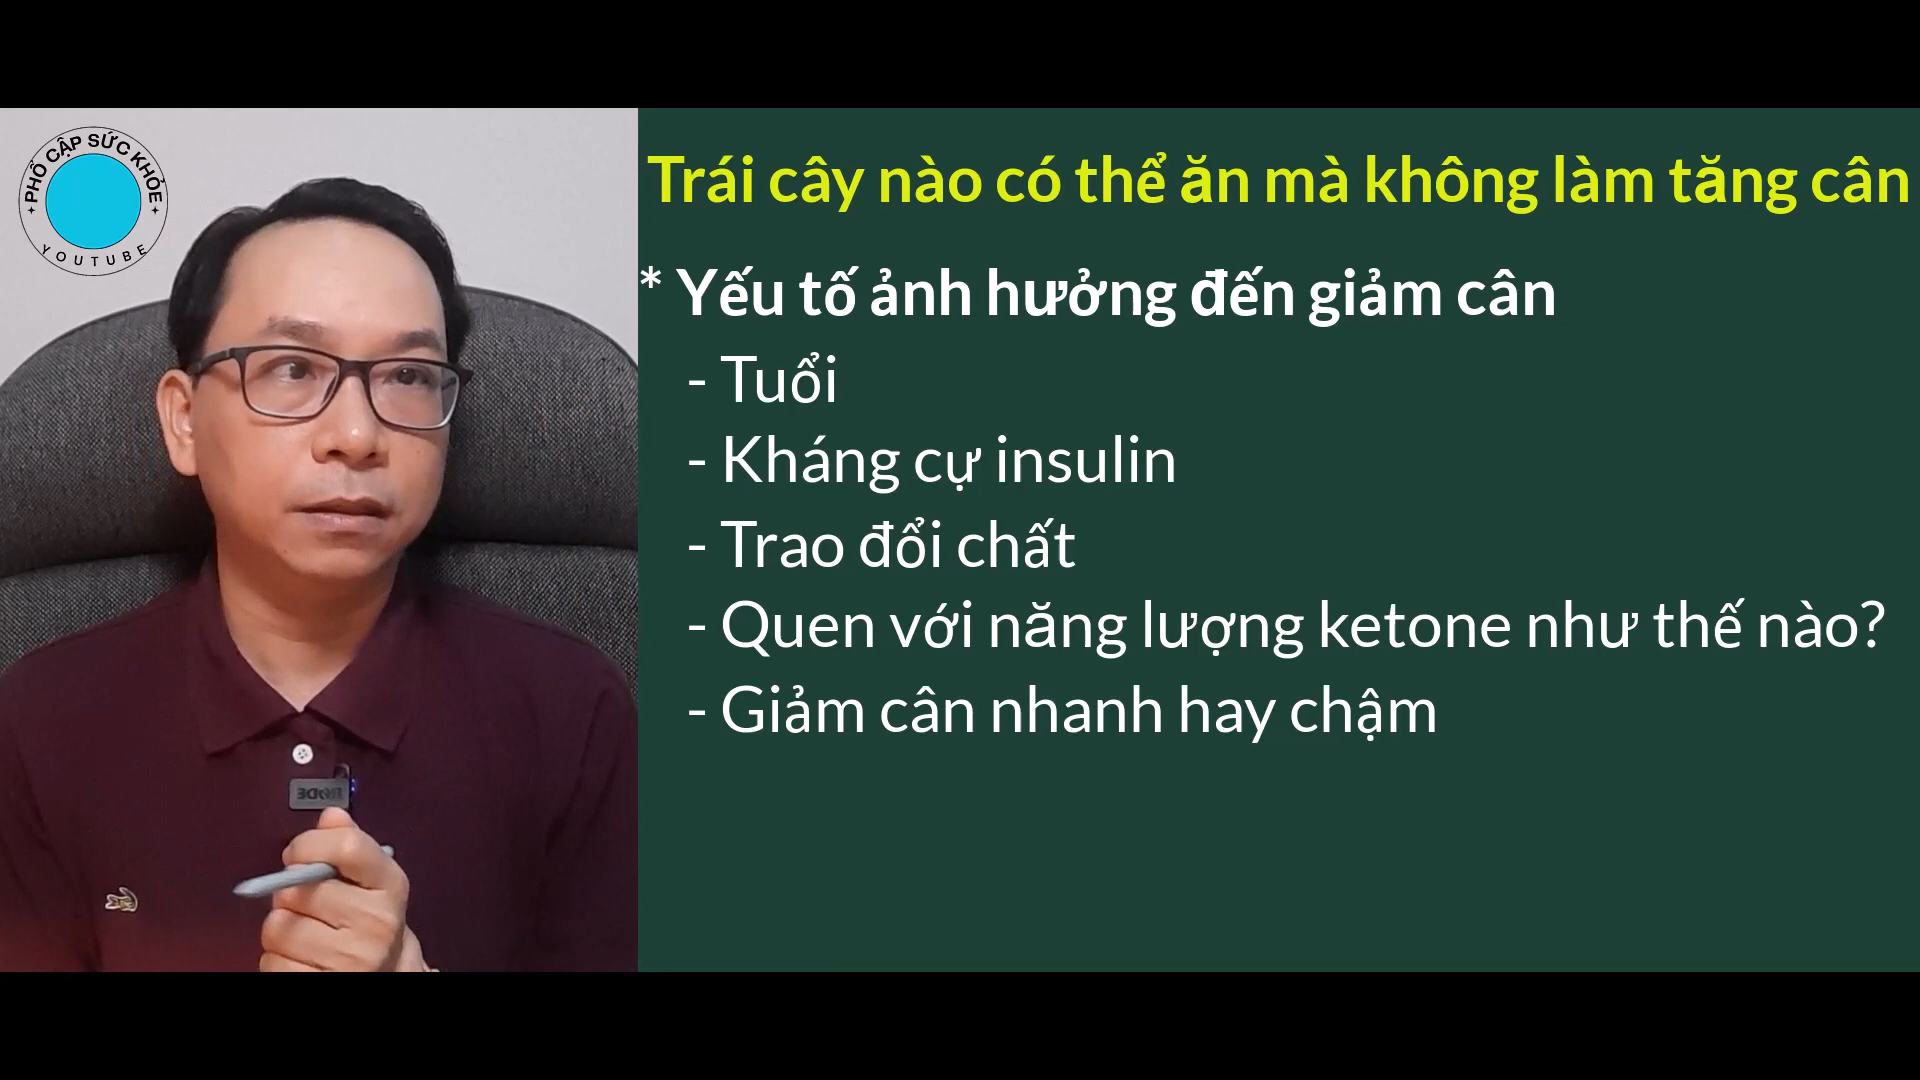 PHỔ CẬP SỨC KHỎE
YOUTUBE
Trái cây nào có thể ăn mà không làm tăng cân
* Yếu tố ảnh hưởng đến giảm cân
- Tuổi
- Kháng cự insulin
- Trao đổi chất
- Quen với năng lượng ketone như thế nào?
- Giảm cân nhanh hay chậm